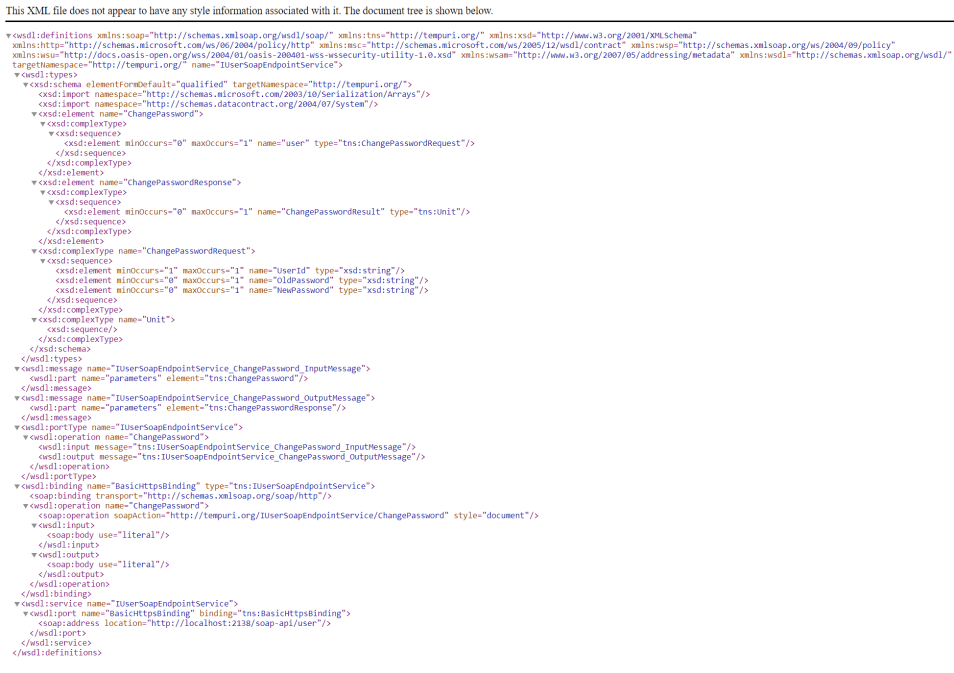 This XML file does not appear to have any style information associated with it. The document tree is shown below.
▼<wsdl:definitions xmlns:soap="http://schemas.xmlsoap.org/wsdl/soap/" xmlns:tns="http://tempuri.org/" xmlns:xsd="http://www.w3.org/2001/XMLSchema"
xmlns:http="http://schemas.microsoft.com/ws/06/2004/policy/http" xmlns:msc="http://schemas.microsoft.com/ws/2005/12/wsdl/contract" xmlns:wsp="http://schemas.xmlsoap.org/ws/2004/09/policy"
xmlns:wsu="http://docs.oasis-open.org/wss/2004/01/oasis-200401-wss-wssecurity-utility-1.0.xsd" xmlns:wsam="http://www.w3.org/2007/05/addressing/metadata" xmlns:wsdl="http://schemas.xmlsoap.org/wsdl/"
targetNamespace="http://tempuri.org/" name="IUserSoapEndpointService">
▼<wsdl:types>
▼<xsd:schema elementFormDefault="qualified" targetNamespace="http://tempuri.org/">
<xsd:import namespace="http://schemas.microsoft.com/2003/10/Serialization/Arrays"/>
<xsd:import namespace="http://schemas.datacontract.org/2004/07/System"/>
▼<xsd:element name="ChangePassword">
▼<xsd:complexType>
▼<xsd:sequence>
<xsd:element minOccurs="0" maxOccurs="1" name="user" type="tns:ChangePasswordRequest"/>
</xsd:sequence>
</xsd:complexType>
</xsd:element>
▼<xsd:element name="ChangePasswordResponse">
▼<xsd:complexType>
▼<xsd:sequence>
<xsd:element minOccurs="0" maxOccurs="1" name="ChangePasswordResult" type="tns:Unit"/>
</xsd:sequence>
</xsd:complexType>
</xsd:element>
▼<xsd:complexType name="ChangePasswordRequest">
▼<xsd:sequence>
<xsd:element minOccurs="1" maxOccurs="1" name="UserId" type="xsd:string"/>
<xsd:element minOccurs="0" maxOccurs="1" name="OldPassword" type="xsd:string"/>
<xsd:element minOccurs="0" maxOccurs="1" name="NewPassword" type="xsd:string"/>
</xsd:sequence>
</xsd:complexType>
▼<xsd:complexType name="Unit">
<xsd:sequence/>
</xsd:complexType>
</xsd:schema>
</wsdl:types>
▼<wsdl:message name="IUserSoapEndpointService_ChangePassword_InputMessage">
<wsdl:part name="parameters" element="tns:ChangePassword"/>
</wsdl:message>
▼<wsdl:message name="IUserSoapEndpointService_ChangePassword_OutputMessage">
<wsdl:part name="parameters" element="tns:ChangePasswordResponse"/>
</wsdl:message>
▼<wsdl:portType name="IUserSoapEndpointService">
▼<wsdl:operation name="ChangePassword">
<wsdl:input message="tns:IUserSoapEndpointService_ChangePassword_InputMessage"/>
<wsdl:output message="tns:IUserSoapEndpointService_ChangePassword_OutputMessage"/>
</wsdl:operation>
</wsdl:portType>
▼<wsdl:binding name="BasicHttpsBinding" type="tns:IUserSoapEndpointService">
<soap:binding transport="http://schemas.xmlsoap.org/soap/http"/>
▼<wsdl:operation name="ChangePassword">
<soap:operation soapAction="http://tempuri.org/IUserSoapEndpointService/ChangePassword" style="document"/>
▼<wsdl:input>
<soap:body use="literal"/>
</wsdl:input>
▼<wsdl:output>
<soap:body use="literal"/>
</wsdl:output>
</wsdl:operation>
</wsdl:binding>
▼<wsdl:service name="IUserSoapEndpointService">
▼<wsdl:port name="BasicHttpsBinding" binding="tns:BasicHttpsBinding">
<soap:address location="http://localhost:2138/soap-api/user"/>
</wsdl:port>
</wsdl:service>
</wsdl:definitions>